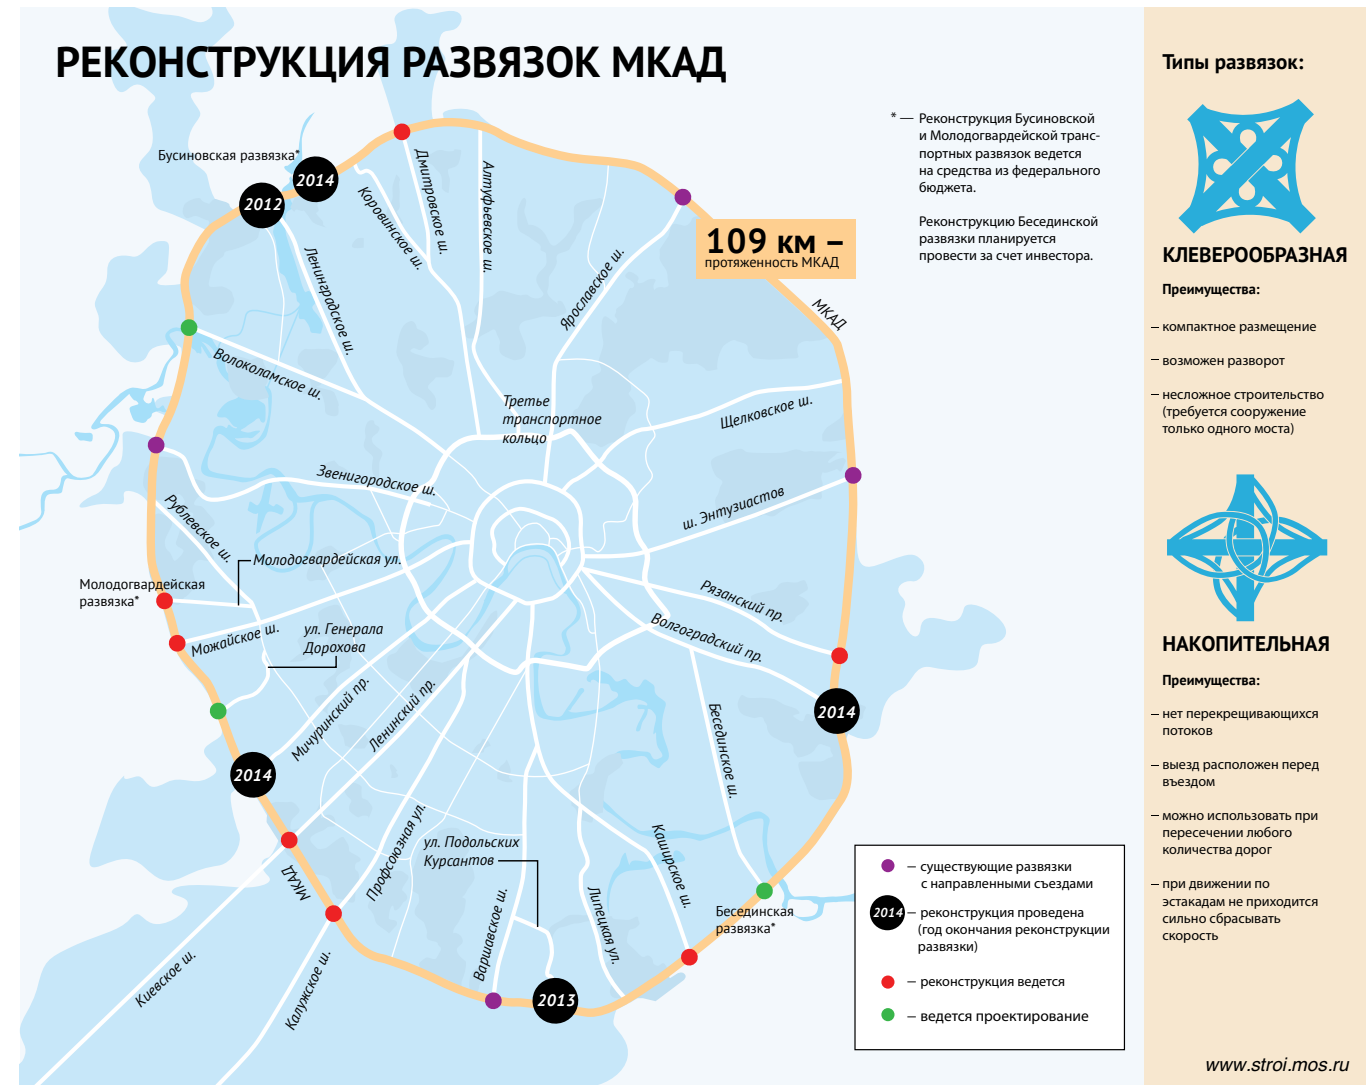 РЕКОНСТРУКЦИЯ РАЗВЯЗОК МКАД
* — Реконструкция Бусиновской
и Молодогвардейской транс-
портных развязок ведется
на средства из федерального
бюджета.
Реконструкцию Бесединской
развязки планируется
провести за счет инвестора.
109 км –
протяженность МКАД
Бусиновская развязка*
2014
2012
Коровинское ш.
Дмитровское ш.
Алтуфьевское ш.
Ленинградское ш.
Ярославское ш.
МКАД
Волоколамское ш.
Третье
транспортное
кольцо
Щелковское ш.
Звенигородское ш.
ш. Энтузиастов
Рублевское ш.
Молодогвардейская ул.
Молодогвардейская
развязка*
Можайское ш.
ул. Генерала
Дорохова
Рязанский пр.
Волгоградский пр.
2014
Мичуринский пр.
Ленинский пр.
Бесединское ш.
2014
МКАД
Профсоюзная ул.
ул. Подольских
Курсантов
Каширское ш.
Липецкая ул.
Варшавское ш.
Бесединская
развязка*
2013
Киевское ш.
Калужское ш.
– существующие развязки
с направленными съездами
2014 – реконструкция проведена
(год окончания реконструкции
развязки)
– реконструкция ведется
– ведется проектирование
Типы развязок:
КЛЕВЕРООБРАЗНАЯ
Преимущества:
– компактное размещение
– возможен разворот
– несложное строительство
(требуется сооружение
только одного моста)
НАКОПИТЕЛЬНАЯ
Преимущества:
– нет перекрещивающихся
потоков
– выезд расположен перед
въездом
– можно использовать при
пересечении любого
количества дорог
– при движении по
эстакадам не приходится
сильно сбрасывать
скорость
www.stroi.mos.ru